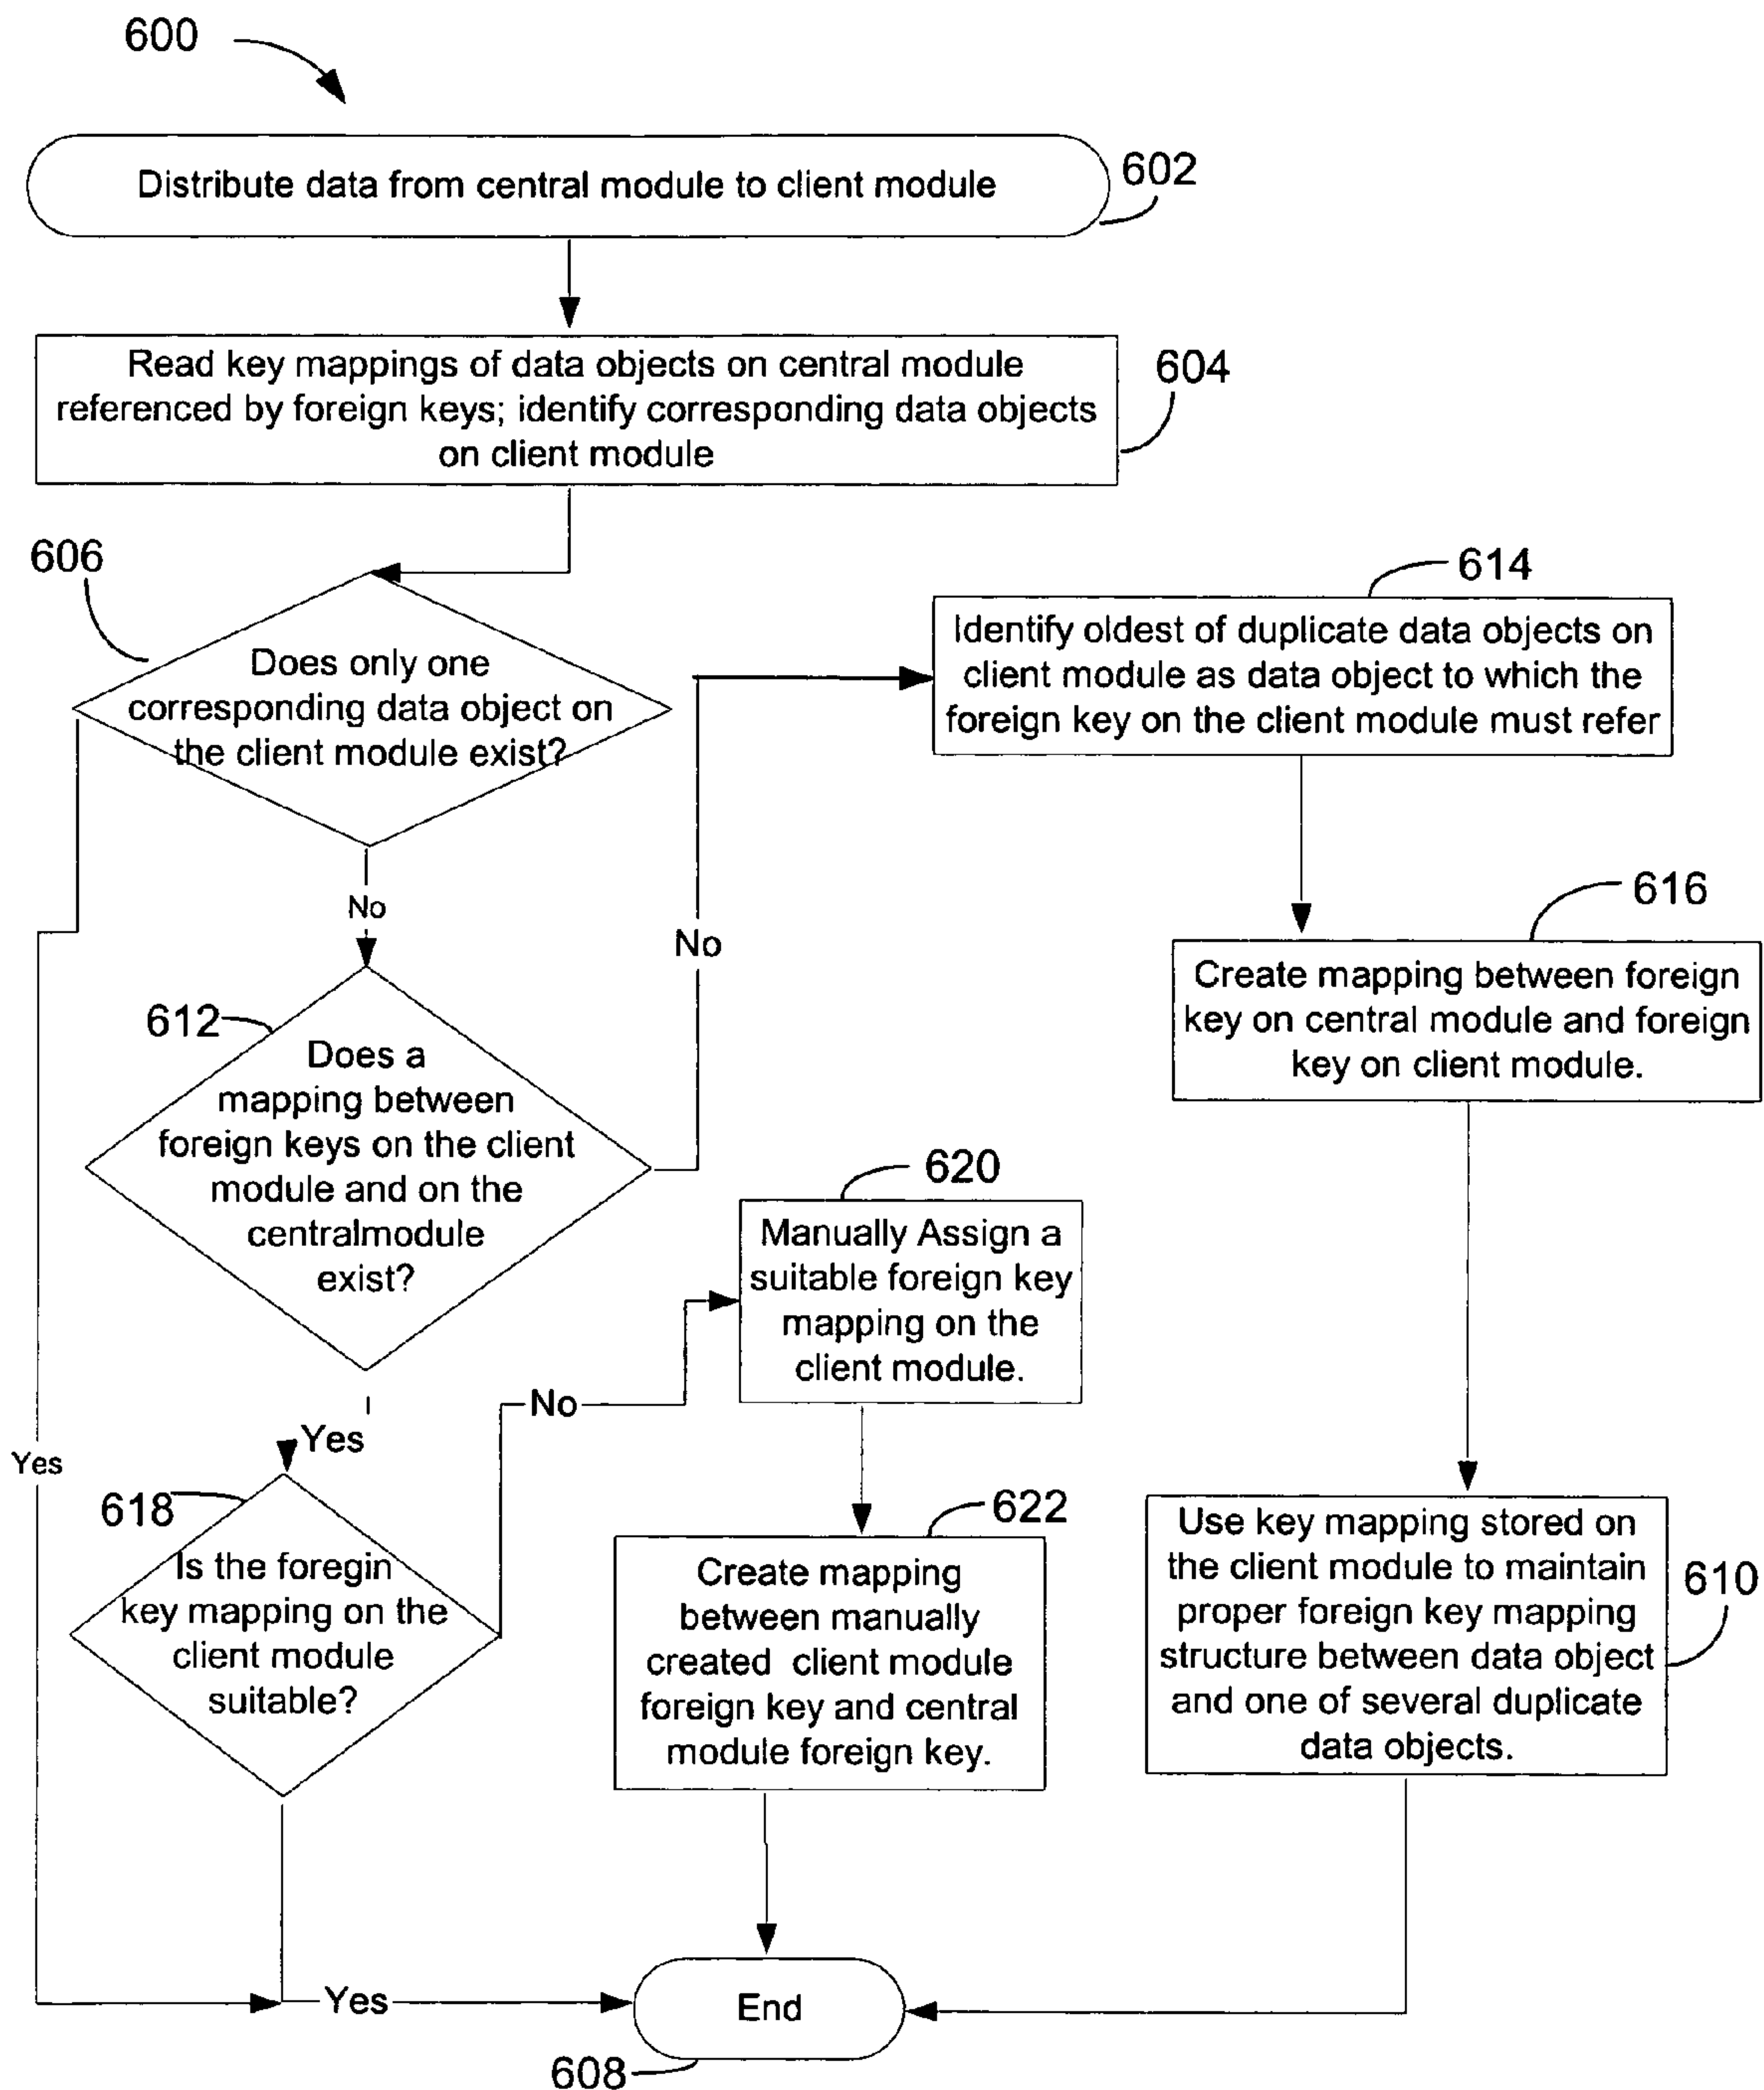 600
Distribute data from central module to client module
602
Read key mappings of data objects on central module
referenced by foreign keys; identify corresponding data objects
on client module
604
606
Does only one
corresponding data object on
the client module exist?
614
Identify oldest of duplicate data objects on
client module as data object to which the
foreign key on the client module must refer
No
No
616
Create mapping between foreign
key on central module and foreign
key on client module.
612
Does a
mapping between
foreign keys on the client
module and on the
centralmodule
exist?
620
Manually Assign a
suitable foreign key
mapping on the
client module.
No
Yes
Yes
618
Is the foregin
key mapping on the
client module
suitable?
622
Create mapping
between manually
created client module
foreign key and central
module foreign key.
Use key mapping stored on
the client module to maintain
proper foreign key mapping
structure between data object
and one of several duplicate
data objects.
610
Yes
End
608